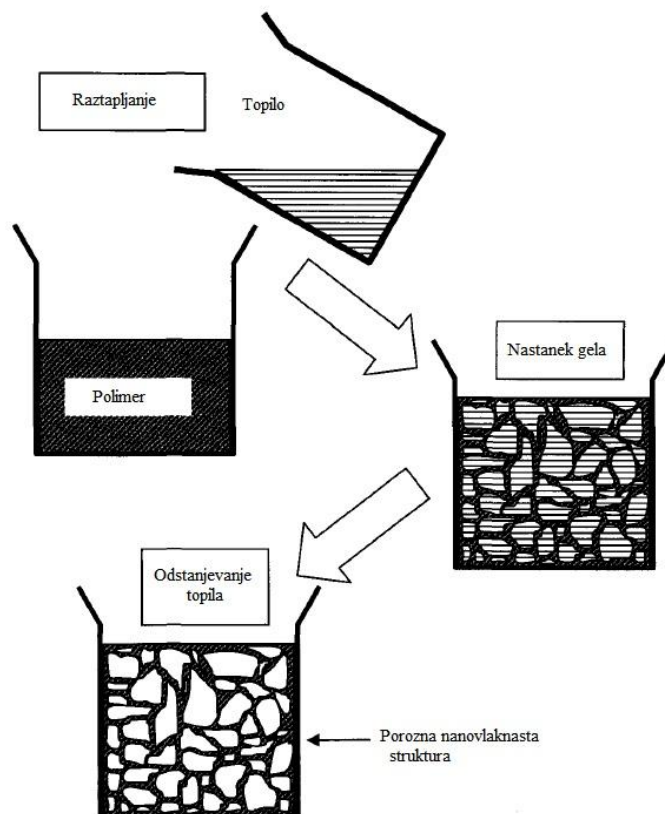 Raztapljanje
Topilo
Polimer
Nastanek gela
Odstanjevanje
topila
Porozna nanovlaknasta
struktura